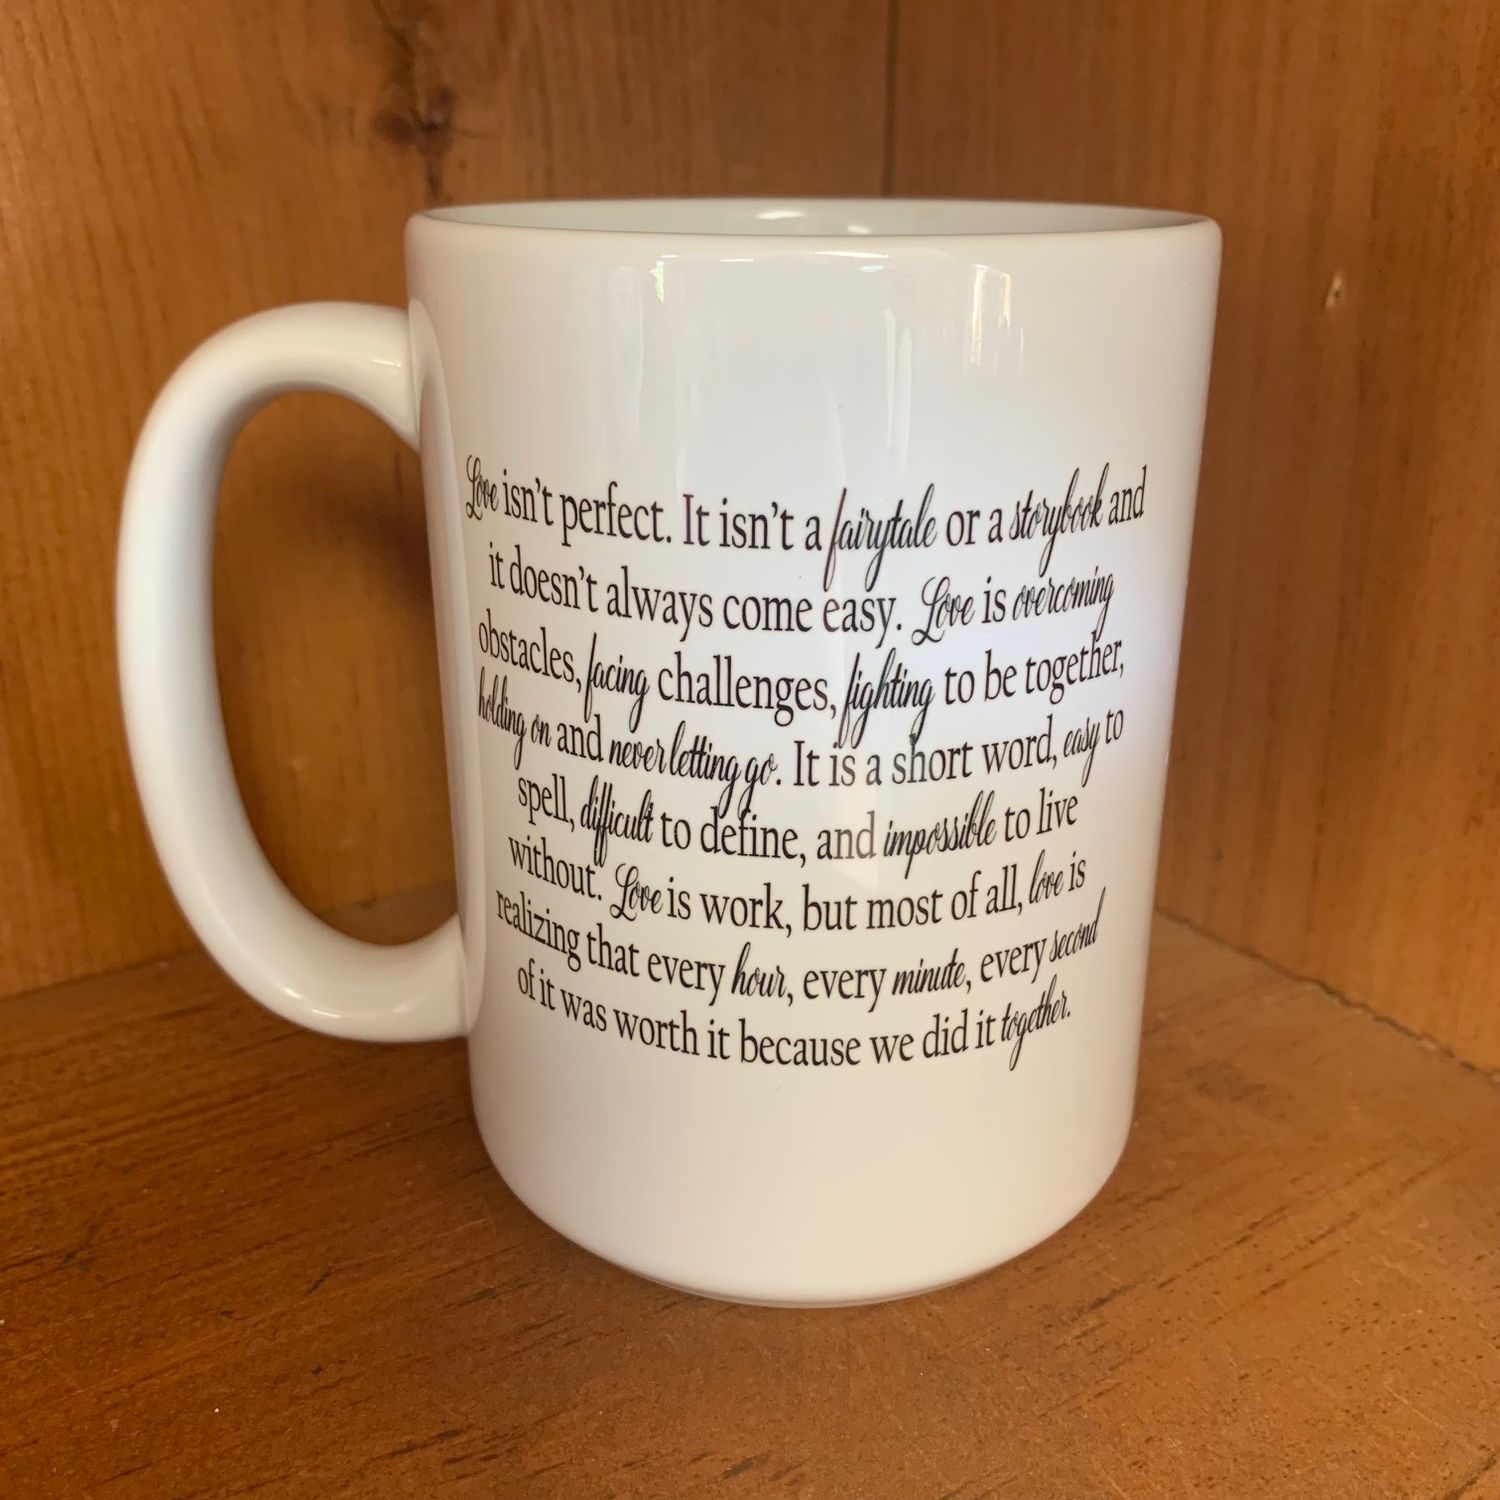 Love isn't perfect. It isn't a fairytale or a storybook and
it doesn't always come easy. Love is overcoming
obstacles, facing challenges, fighting to be together,
holding on and never letting go. It is a short word, easy to
spell, difficult to define, and impossible to live
without. Love is work, but most of all, love is
realizing that every hour, every minute, every second
of it was worth it because we did it together.